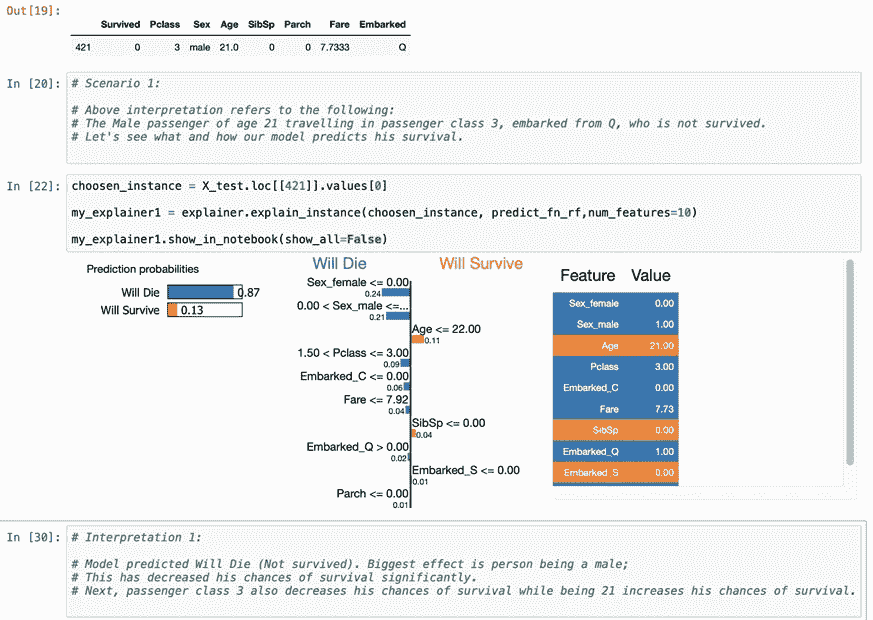 Out[19]:
Survived Pclass Sex Age SibSp Parch Fare Embarked
421 0 3 male 21.0 0 0 7.7333 Q
In [20]: # Scenario 1:
# Above interpretation refers to the following:
# The Male passenger of age 21 travelling in passenger class 3, embarked from Q, who is not survived.
# Let's see what and how our model predicts his survival.
In [22]: choosen_instance = X_test.loc[[421]].values[0]
my_explainer1 = explainer.explain_instance(choosen_instance, predict_fn_rf,num_features=10)
my_explainer1.show_in_notebook(show_all=False)
Prediction probabilities
Will Die 0.87
Will Survive 0.13
Will Die Will Survive
Sex_female <= 0.00
0.24
0.00 < Sex_male <=...
0.21
Age <= 22.00
0.11
1.50 < Pclass <= 3.00
0.09
Embarked_C <= 0.00
0.06
Fare <= 7.92
0.04
SibSp <= 0.00
0.04
Embarked_Q > 0.00
0.02
Embarked_S <= 0.00
0.01
Parch <= 0.00
0.01
Feature Value
Sex_female 0.00
Sex_male 1.00
Age 21.00
Pclass 3.00
Embarked_C 0.00
Fare 7.73
SibSp 0.00
Embarked_Q 1.00
Embarked_S 0.00
In [30]: # Interpretation 1:
# Model predicted Will Die (Not survived). Biggest effect is person being a male;
# This has decreased his chances of survival significantly.
# Next, passenger class 3 also decreases his chances of survival while being 21 increases his chances of survival.